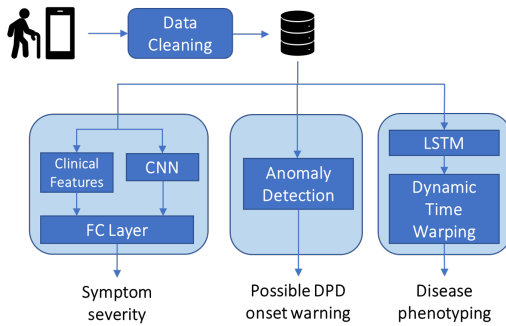 Data
Cleaning
Clinical
Features
CNN
FC Layer
Anomaly
Detection
LSTM
Dynamic
Time
Warping
Symptom
severity
Possible DPD
onset warning
Disease
phenotyping